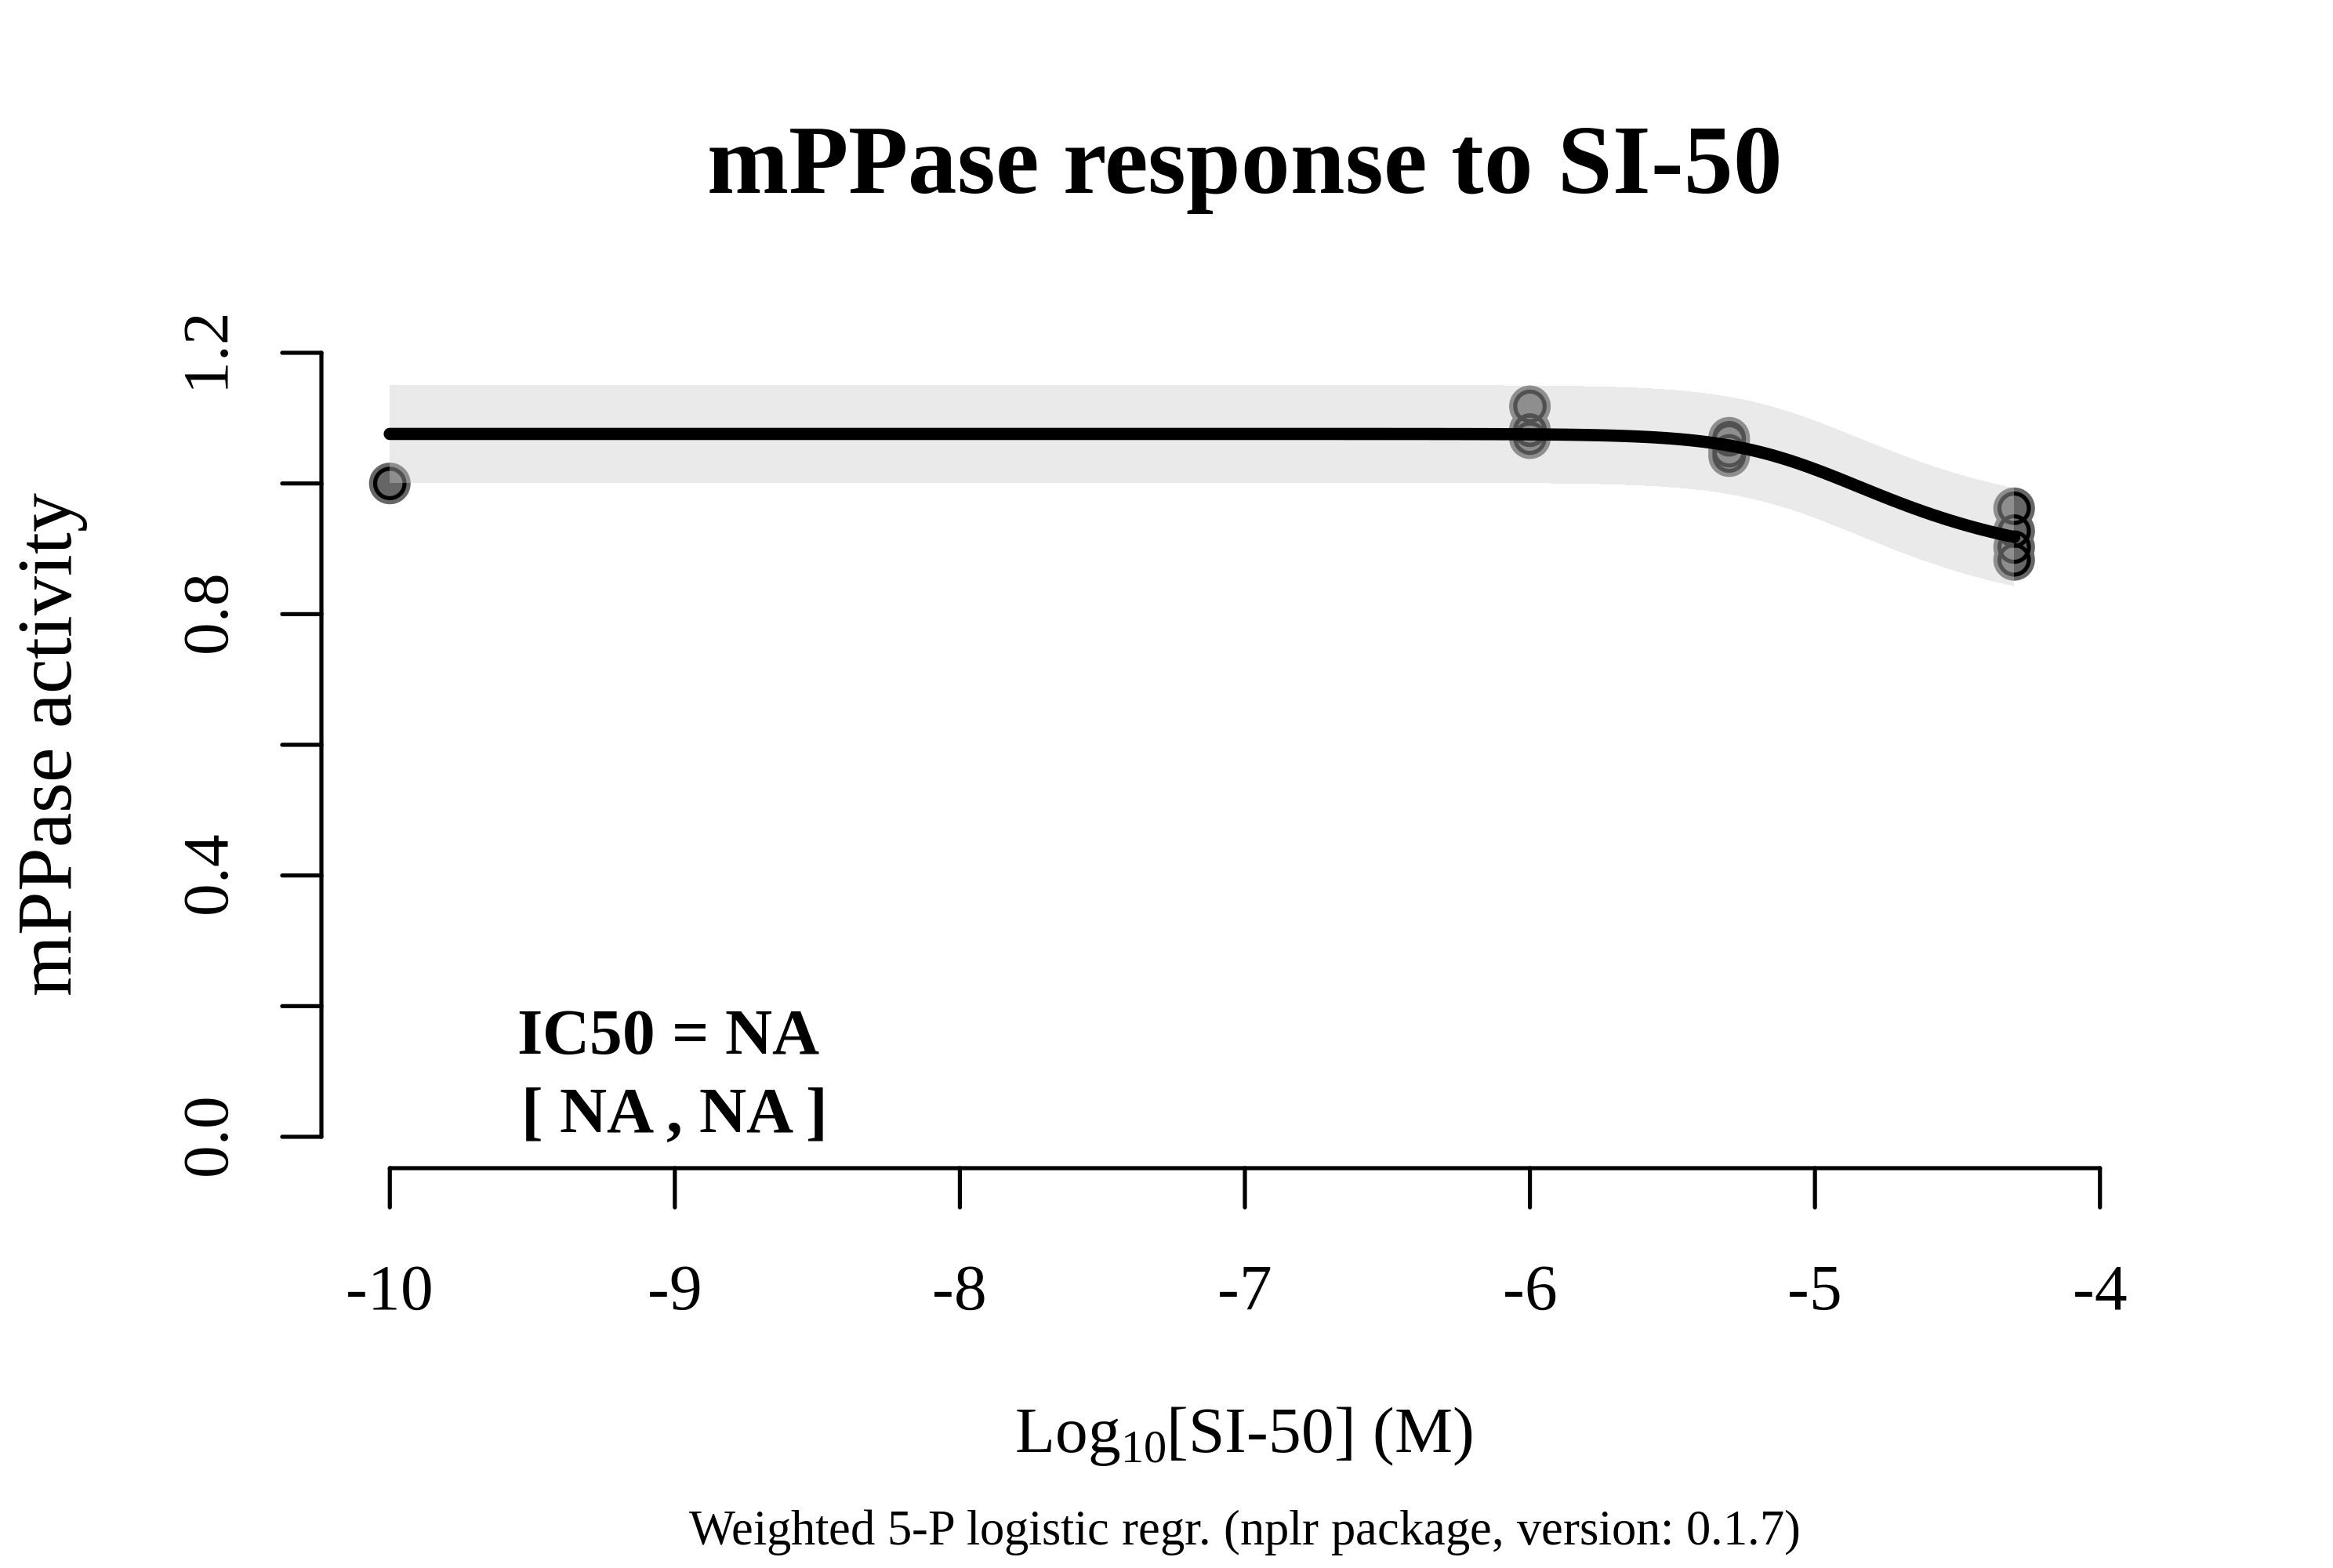 mPPase response to SI-50
mPPase activity
1.2
0.8
0.4
0.0
IC50 = NA
[ NA , NA ]
-10 -9 -8 -7 -6 -5 -4
Log10[SI-50] (M)
Weighted 5-P logistic regr. (nplr package, version: 0.1.7)